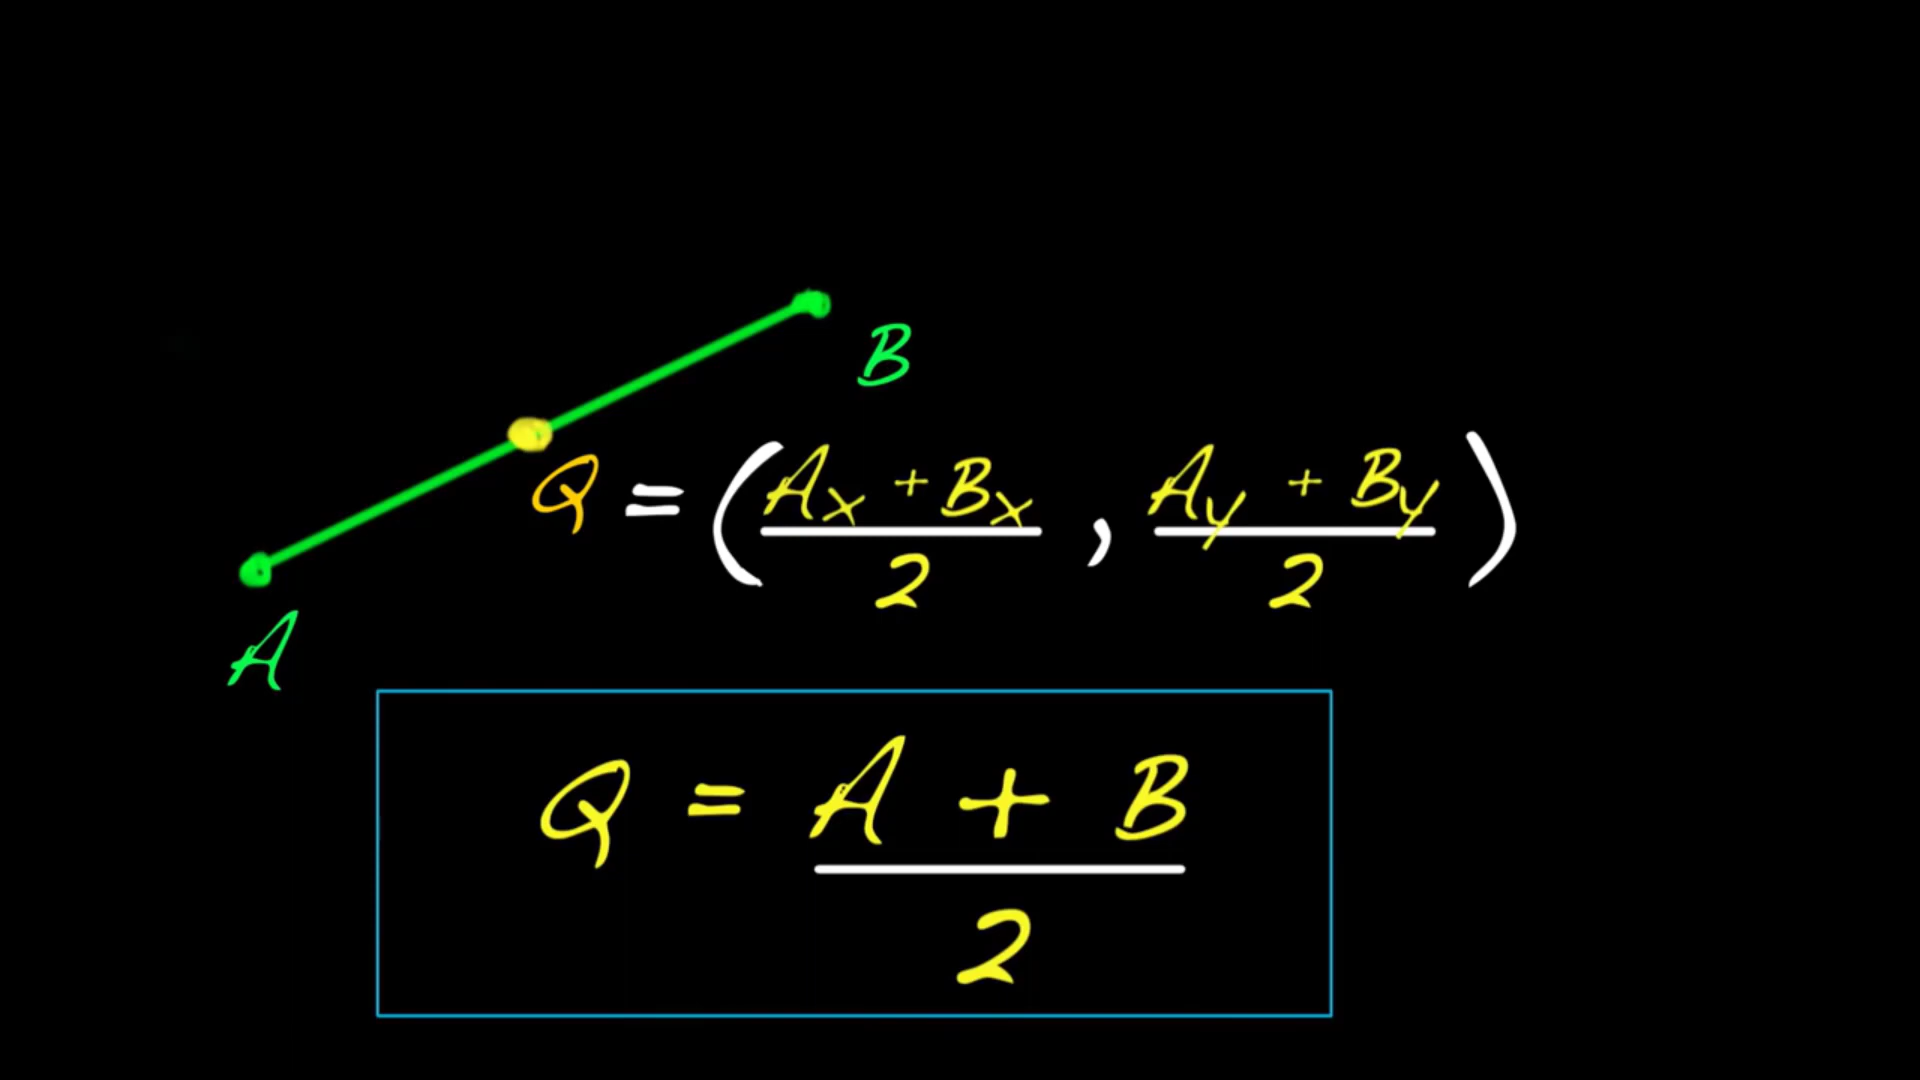 B
Q = (Ax + Bx / 2 , Ay + By / 2)
A
Q = A + B / 2